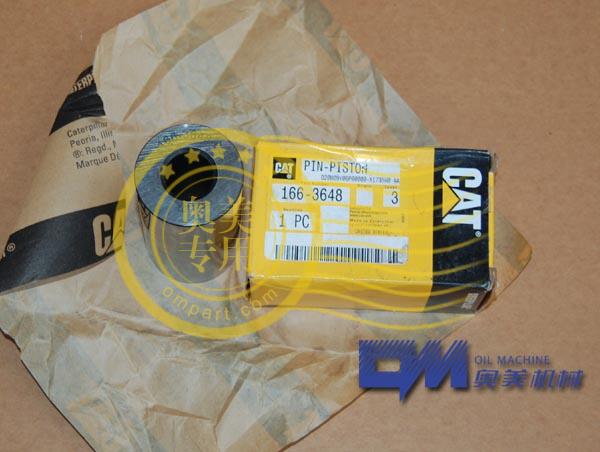 Caterpillar
Peoria, Illi
®: Regd., M
Marque Dé
CAT
CAT
PIN-PISTON
166-3648
3
1 PC
CAT
奥美
专用
ompart.com
OIL MACHINE
奥美机械